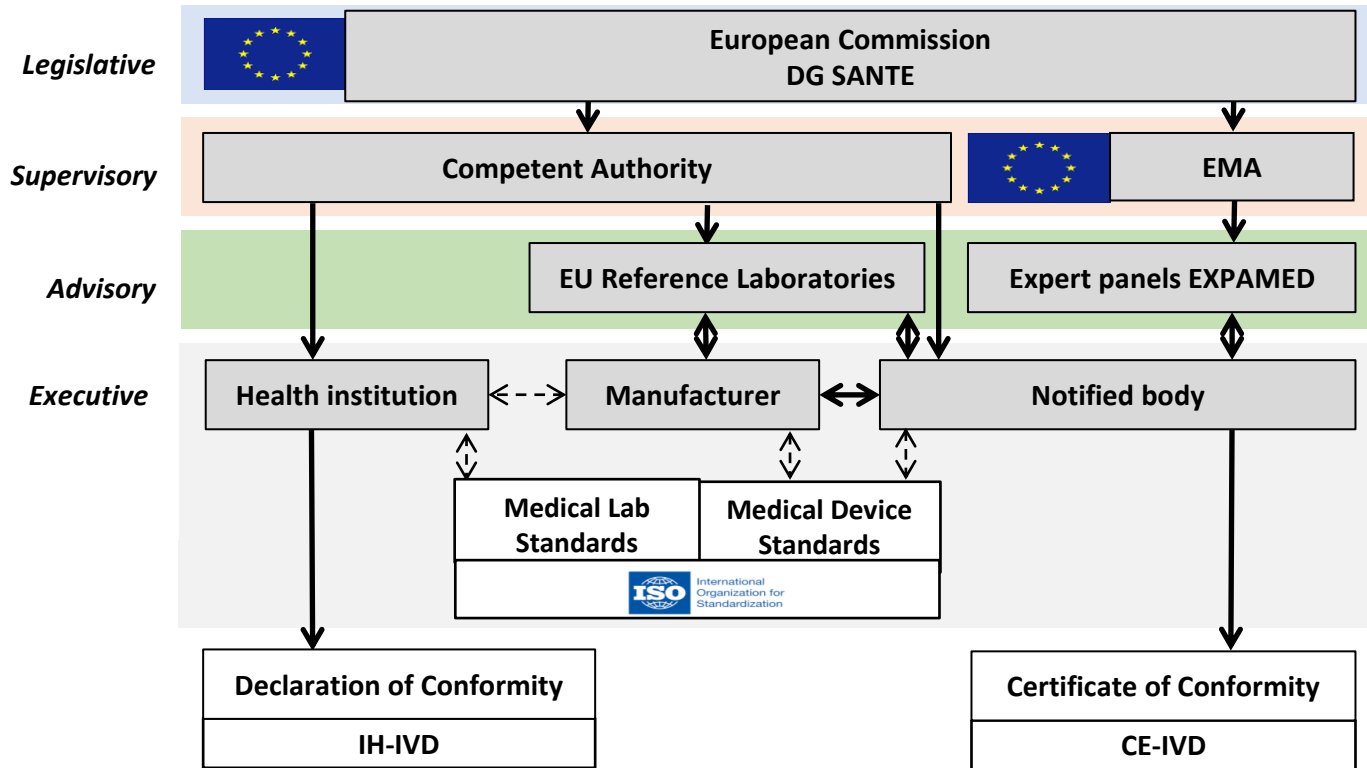 Legislative
European Commission
DG SANTE
Supervisory
Competent Authority
EMA
Advisory
EU Reference Laboratories
Expert panels EXPAMED
Executive
Health institution
Manufacturer
Notified body
Medical Lab
Standards
Medical Device
Standards
ISO
International
Organization for
Standardization
Declaration of Conformity
IH-IVD
Certificate of Conformity
CE-IVD